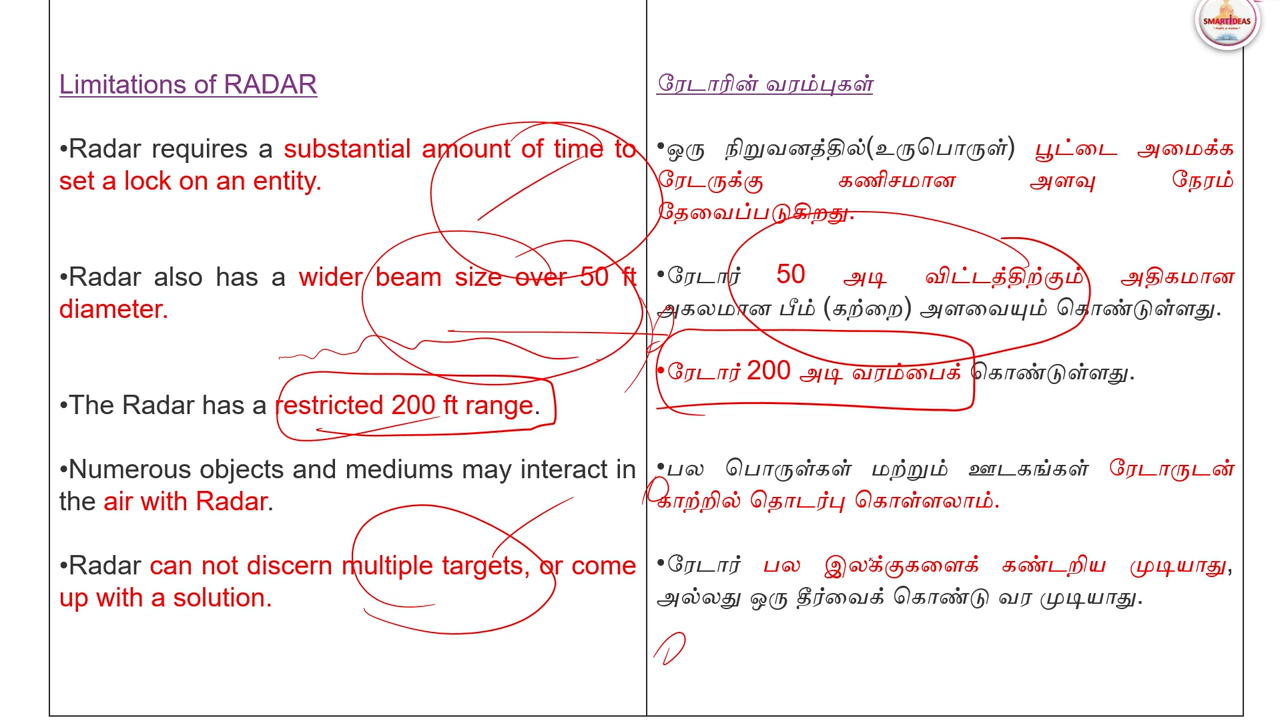 SMARTIDEAS
Limitations of RADAR
•Radar requires a substantial amount of time to
set a lock on an entity.
•Radar also has a wider beam size over 50 ft
diameter.
•The Radar has a restricted 200 ft range.
•Numerous objects and mediums may interact in
the air with Radar.
•Radar can not discern multiple targets, or come
up with a solution.
ரேடாரின் வரம்புகள்
•ஒரு நிறுவனத்தில்(உருபொருள்) பூட்டை அமைக்க
ரேடருக்கு கணிசமான அளவு நேரம்
தேவைப்படுகிறது.
•ரேடார் 50 அடி விட்டத்திற்கும் அதிகமான
அகலமான பீம் (கற்றை) அளவையும் கொண்டுள்ளது.
•ரேடார் 200 அடி வரம்பைக் கொண்டுள்ளது.
•பல பொருள்கள் மற்றும் ஊடகங்கள் ரேடாருடன்
காற்றில் தொடர்பு கொள்ளலாம்.
•ரேடார் பல இலக்குகளைக் கண்டறிய முடியாது,
அல்லது ஒரு தீர்வைக் கொண்டு வர முடியாது.